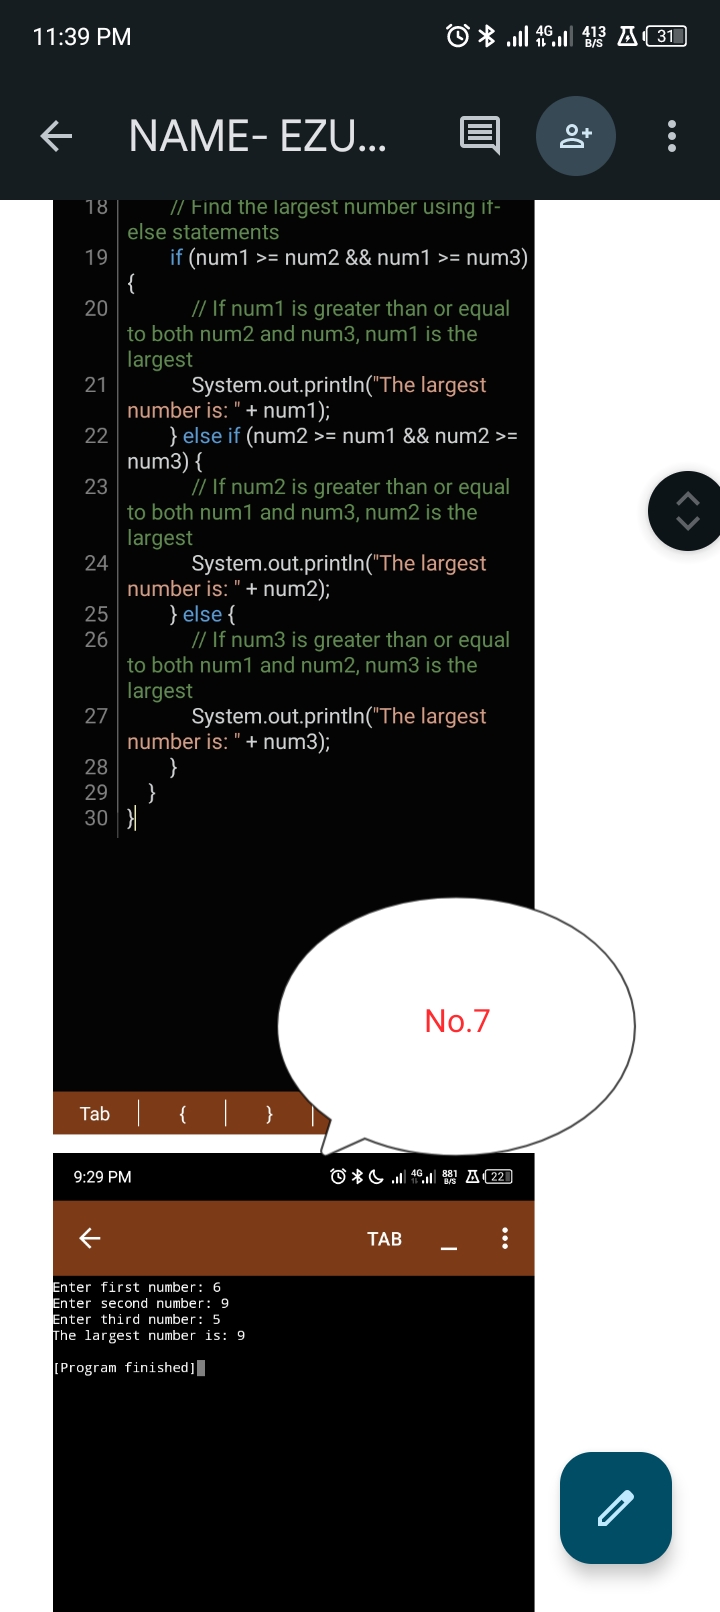 11:39 PM
4G
413
B/S
31
NAME- EZU...
18 // Find the largest number using if-
else statements
19 if (num1 >= num2 && num1 >= num3)
{
20 // If num1 is greater than or equal
to both num2 and num3, num1 is the
largest
21 System.out.println("The largest
number is: " + num1);
22 } else if (num2 >= num1 && num2 >=
num3) {
23 // If num2 is greater than or equal
to both num1 and num3, num2 is the
largest
24 System.out.println("The largest
number is: " + num2);
25 } else {
26 // If num3 is greater than or equal
to both num1 and num2, num3 is the
largest
27 System.out.println("The largest
number is: " + num3);
28 }
29 }
30 }
No.7
Tab { }
9:29 PM
4G
881
B/S
22
TAB
Enter first number: 6
Enter second number: 9
Enter third number: 5
The largest number is: 9
[Program finished]